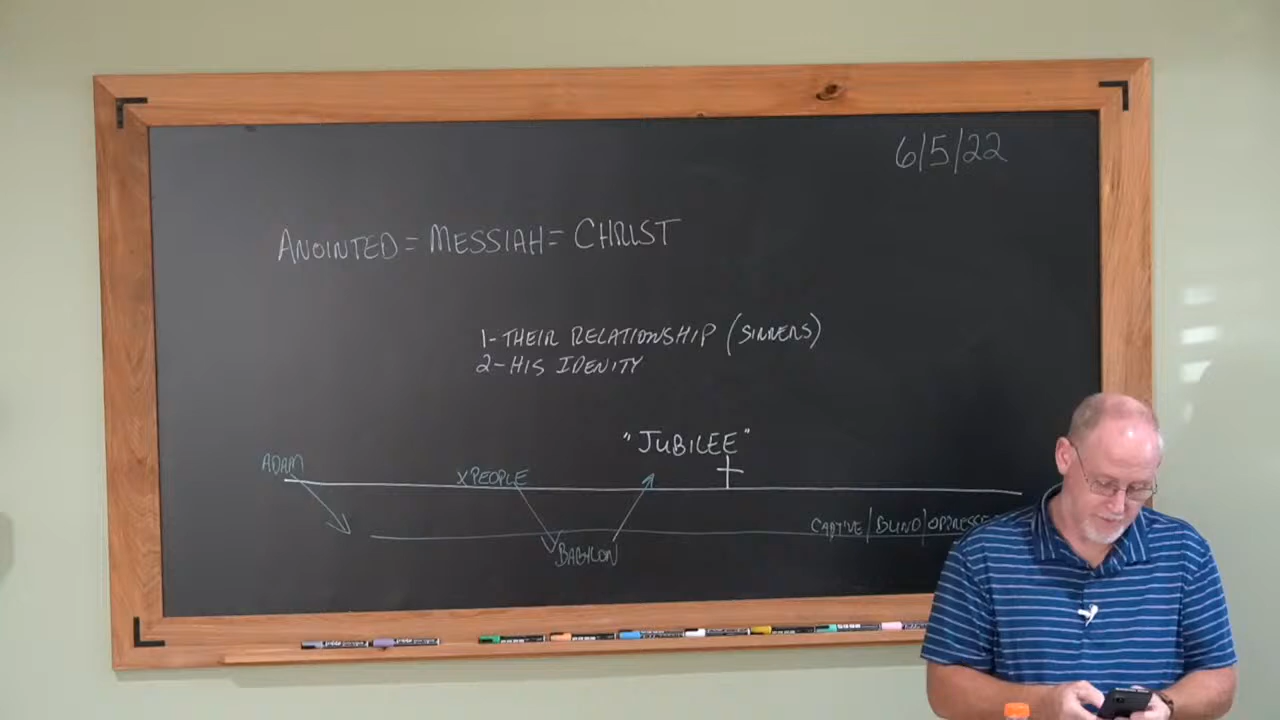 6/5/22
ANOINTED = MESSIAH = CHRIST
1-THEIR RELATIONSHIP (SINNERS)
2-HIS IDENITY
"JUBILEE"
ADAM
XPEOPLE
CAPTIVE/BLIND/OPPRESSE
BABYLON